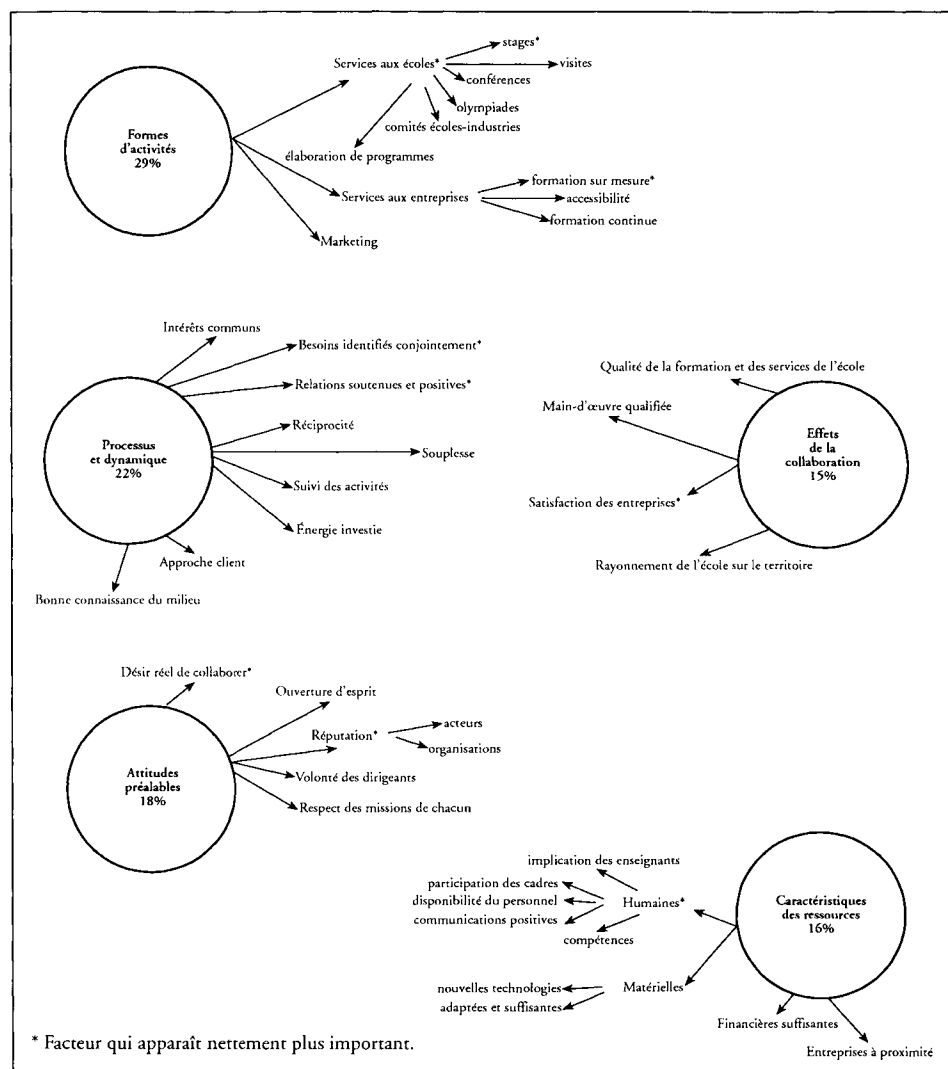 stages*
Services aux écoles*
visites
conférences
olympiades
comités écoles-industries
élaboration de programmes
Formes
d'activités
29%
formation sur mesure*
Services aux entreprises
accessibilité
formation continue
Marketing
Intérêts communs
Besoins identifiés conjointement*
Relations soutenues et positives*
Réciprocité
Processus
et dynamique
22%
Souplesse
Suivi des activités
Énergie investie
Approche client
Bonne connaissance du milieu
Qualité de la formation et des services de l'école
Main-d'œuvre qualifiée
Effets
de la
collaboration
15%
Satisfaction des entreprises*
Rayonnement de l'école sur le territoire
Désir réel de collaborer*
Ouverture d'esprit
acteurs
Réputation*
organisations
Attitudes
préalables
18%
Volonté des dirigeants
Respect des missions de chacun
implication des enseignants
participation des cadres
disponibilité du personnel
Humaines*
communications positives
compétences
Caractéristiques
des ressources
16%
nouvelles technologies
Matérielles
adaptées et suffisantes
Financières suffisantes
Entreprises à proximité
* Facteur qui apparaît nettement plus important.